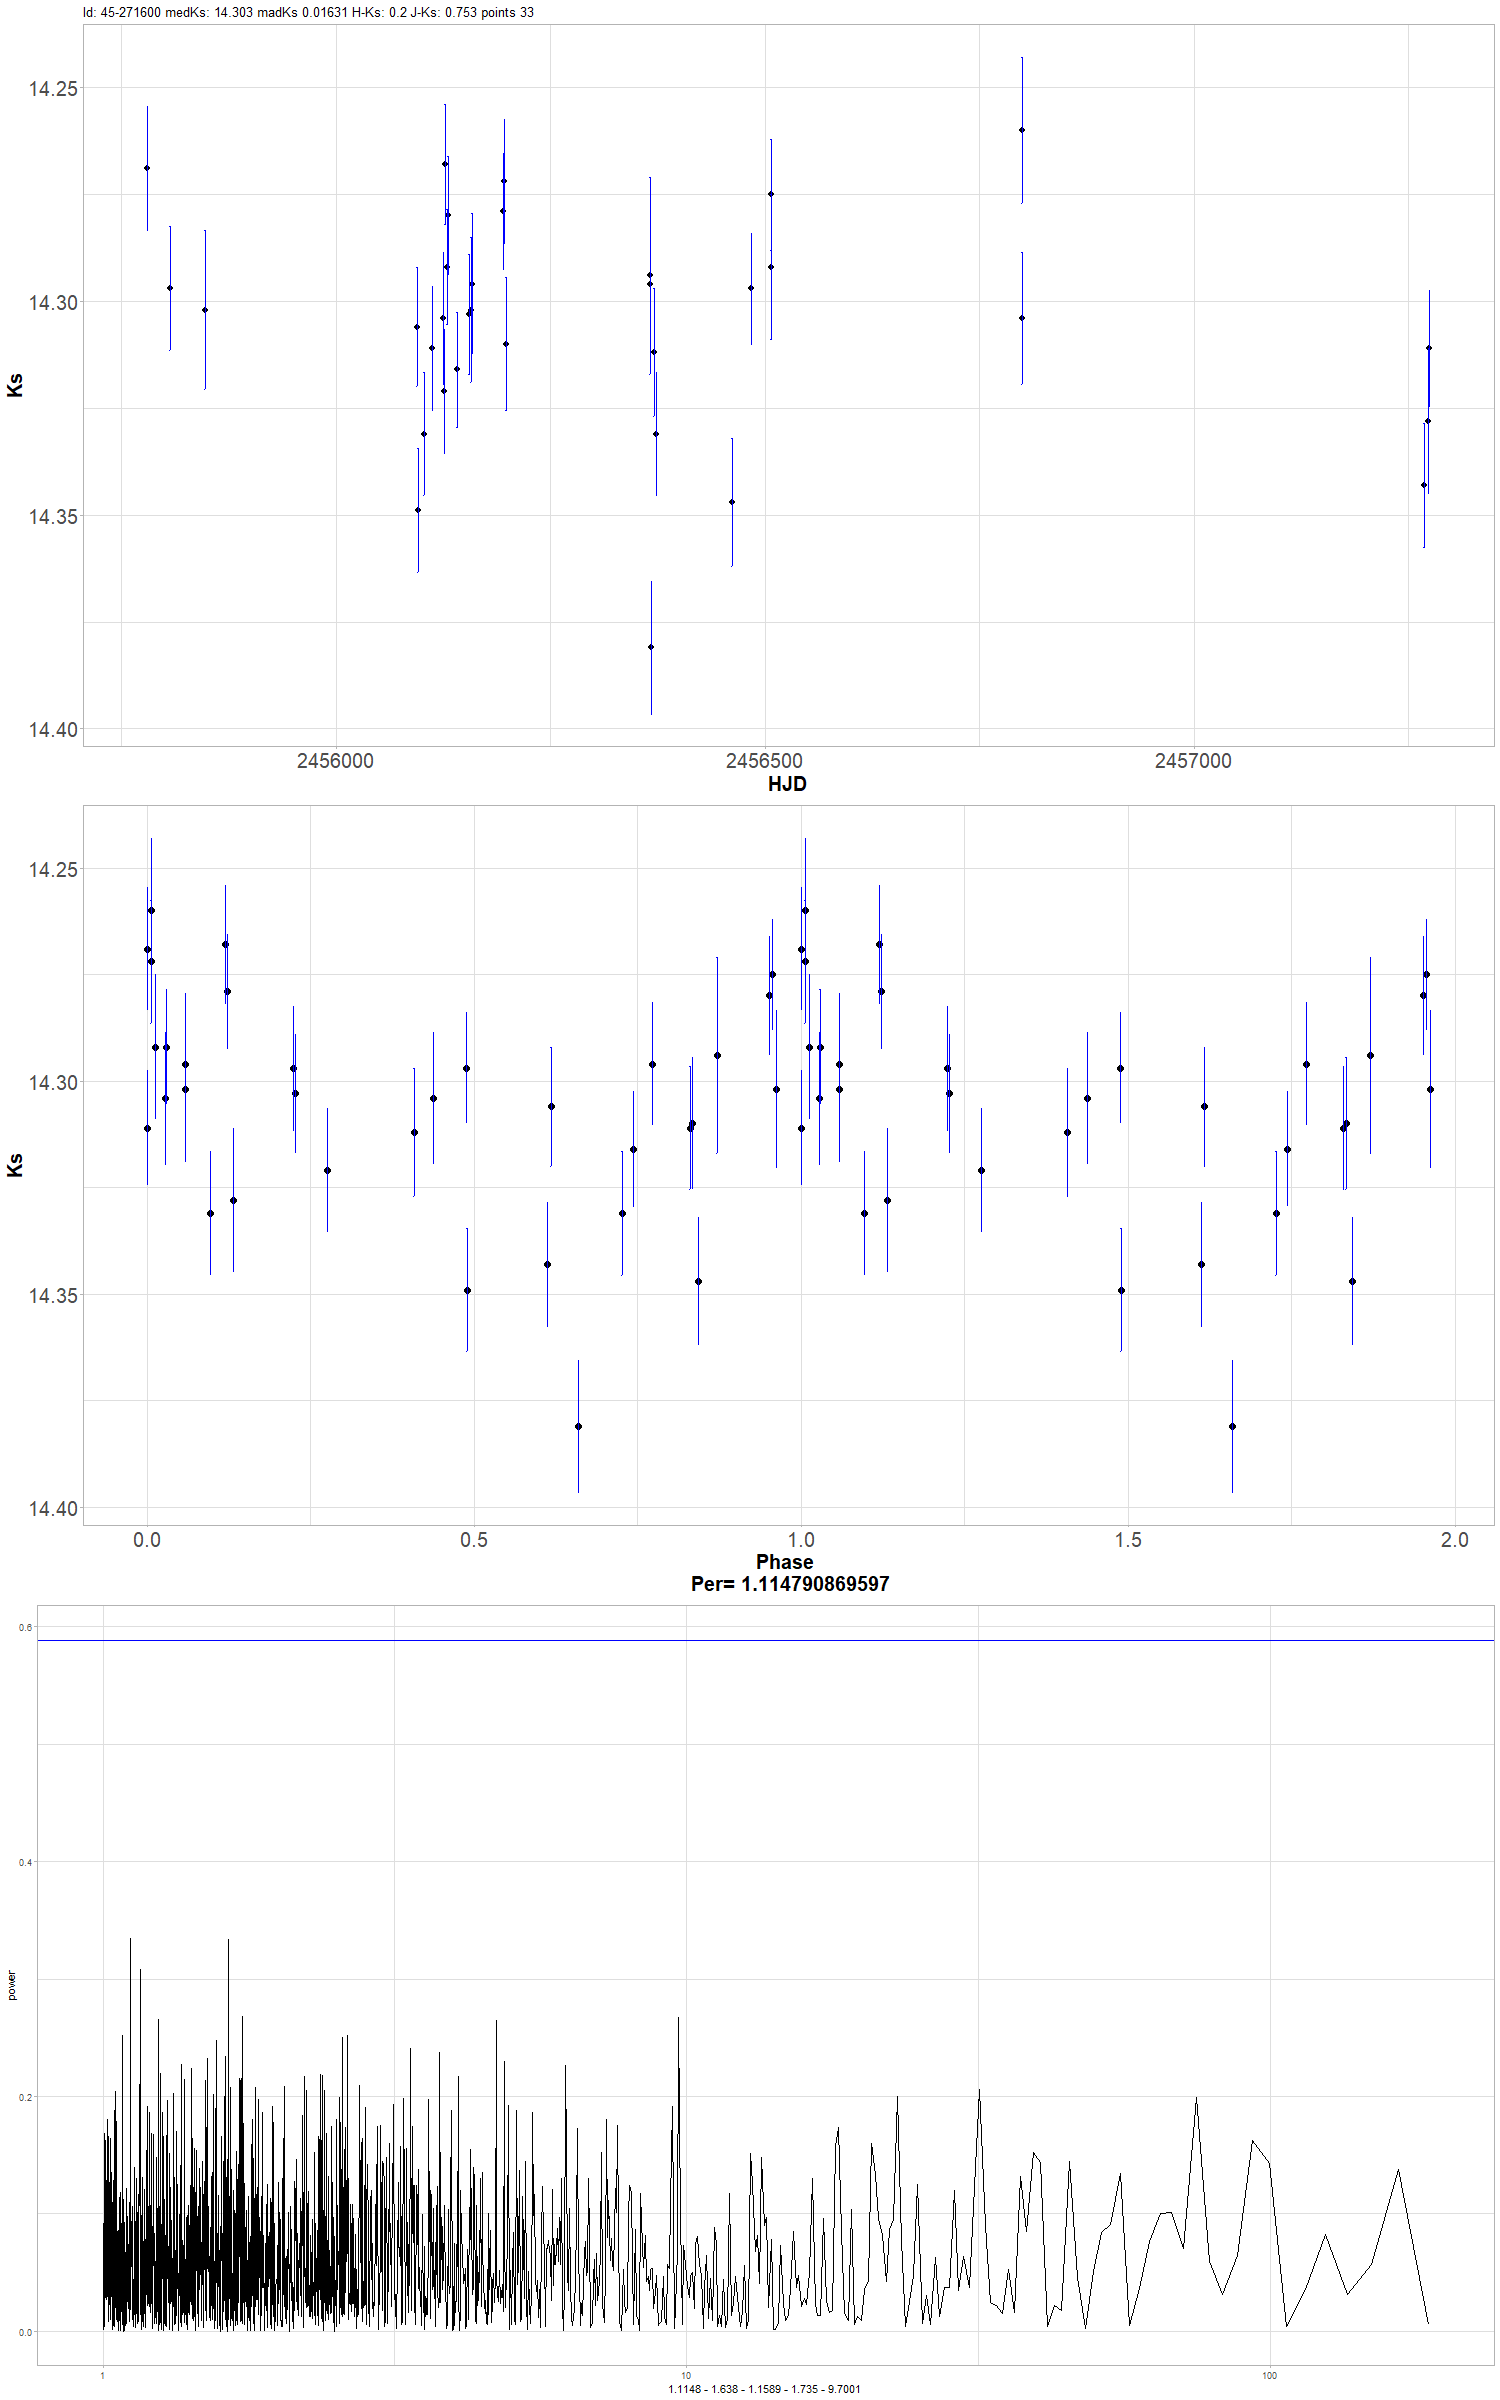 Id: 45-271600 medKs: 14.303 madKs 0.01631 H-Ks: 0.2 J-Ks: 0.753 points 33
14.25
14.30
14.35
14.40
Ks
2456000 2456500 2457000
HJD
14.25
14.30
14.35
14.40
Ks
0.0 0.5 1.0 1.5 2.0
Phase
Per= 1.114790869597
0.6
0.4
0.2
0.0
power
1 10 100
1.1148 - 1.638 - 1.1589 - 1.735 - 9.7001